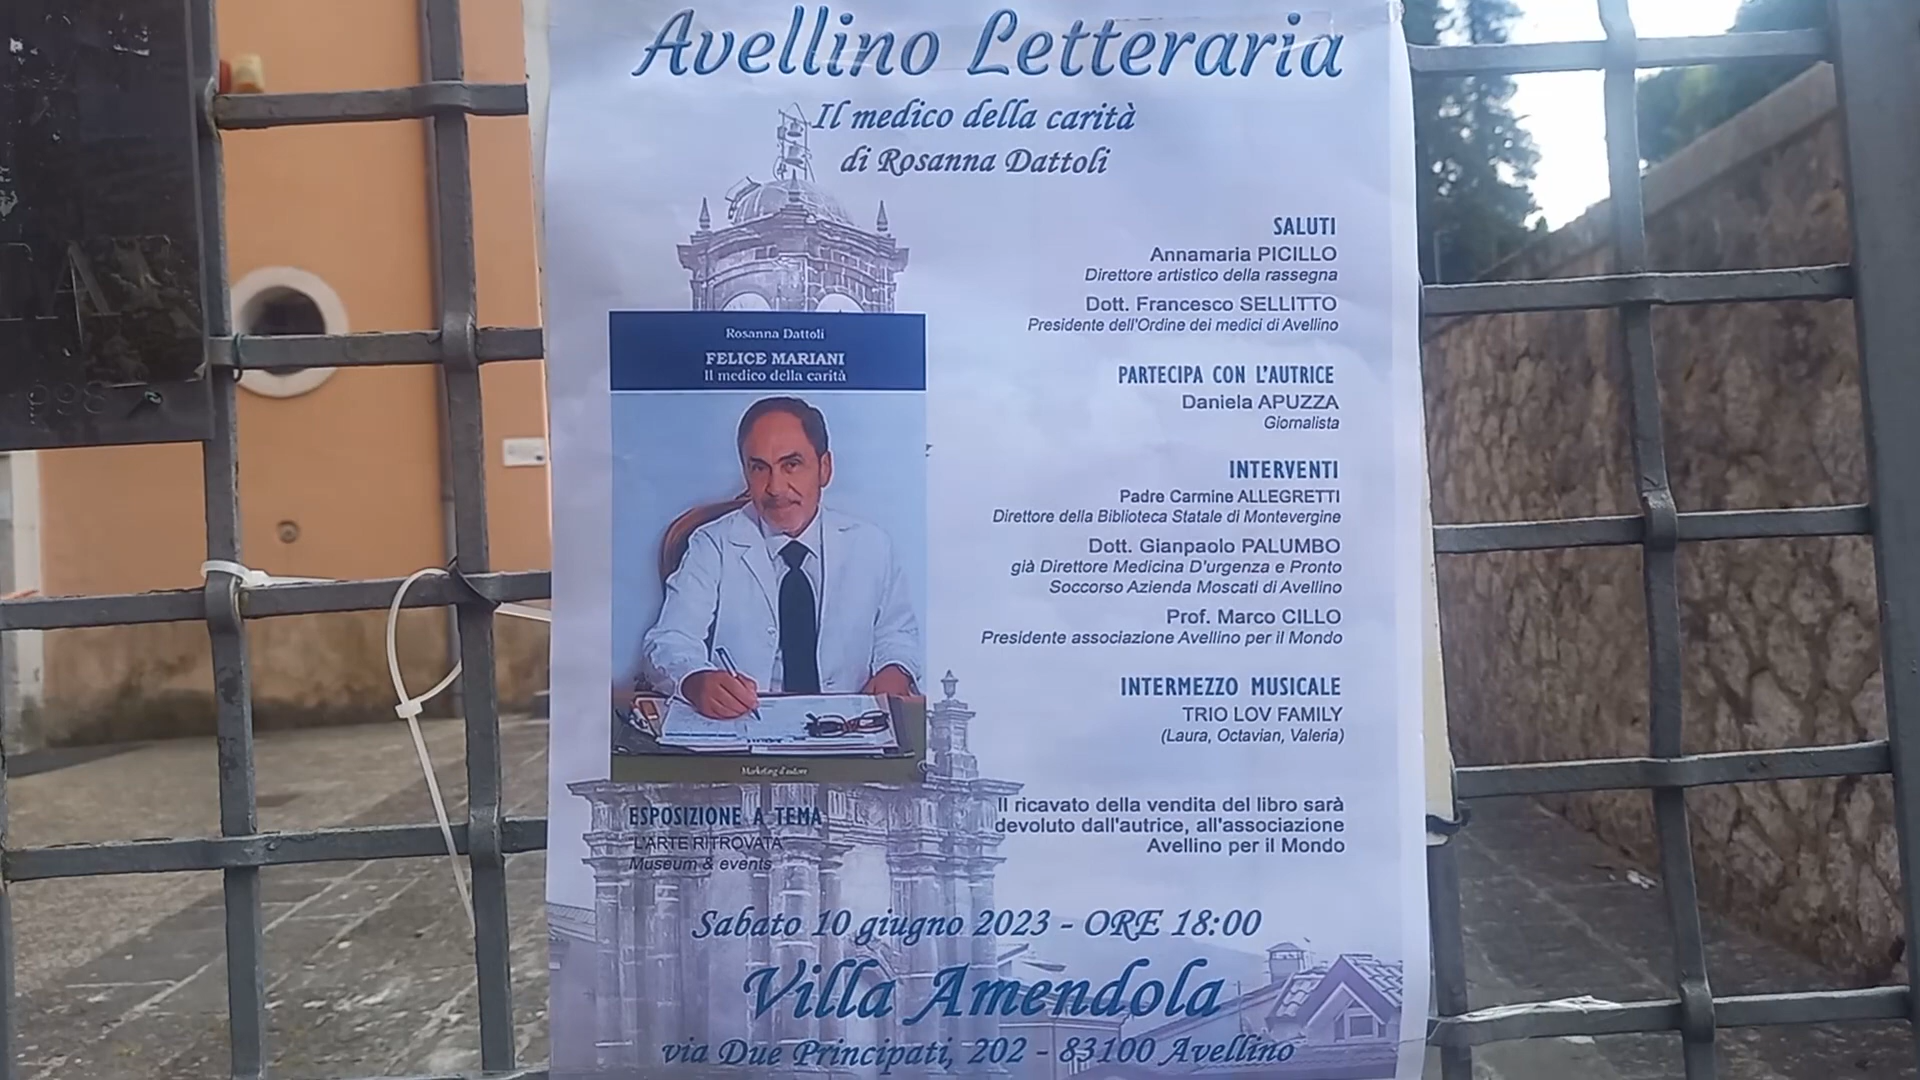 Avellino Letteraria
Il medico della carità
di Rosanna Dattoli
SALUTI
Annamaria PICILLO
Direttore artistico della rassegna
Dott. Francesco SELLITTO
Presidente dell'Ordine dei medici di Avellino
PARTECIPA CON L'AUTRICE
Daniela APUZZA
Giornalista
INTERVENTI
Padre Carmine ALLEGRETTI
Direttore della Biblioteca Statale di Montevergine
Dott. Gianpaolo PALUMBO
già Direttore Medicina D'urgenza e Pronto
Soccorso Azienda Moscati di Avellino
Prof. Marco CILLO
Presidente associazione Avellino per il Mondo
INTERMEZZO MUSICALE
TRIO LOV FAMILY
(Laura, Octavian, Valeria)
Il ricavato della vendita del libro sarà
devoluto dall'autrice, all'associazione
Avellino per il Mondo
Rosanna Dattoli
FELICE MARIANI
Il medico della carità
Marketing d'autore
ESPOSIZIONE A TEMA
L'ARTE RITROVATA
Museum & events
Sabato 10 giugno 2023 - ORE 18:00
Villa Amendola
via Due Principati, 202 - 83100 Avellino